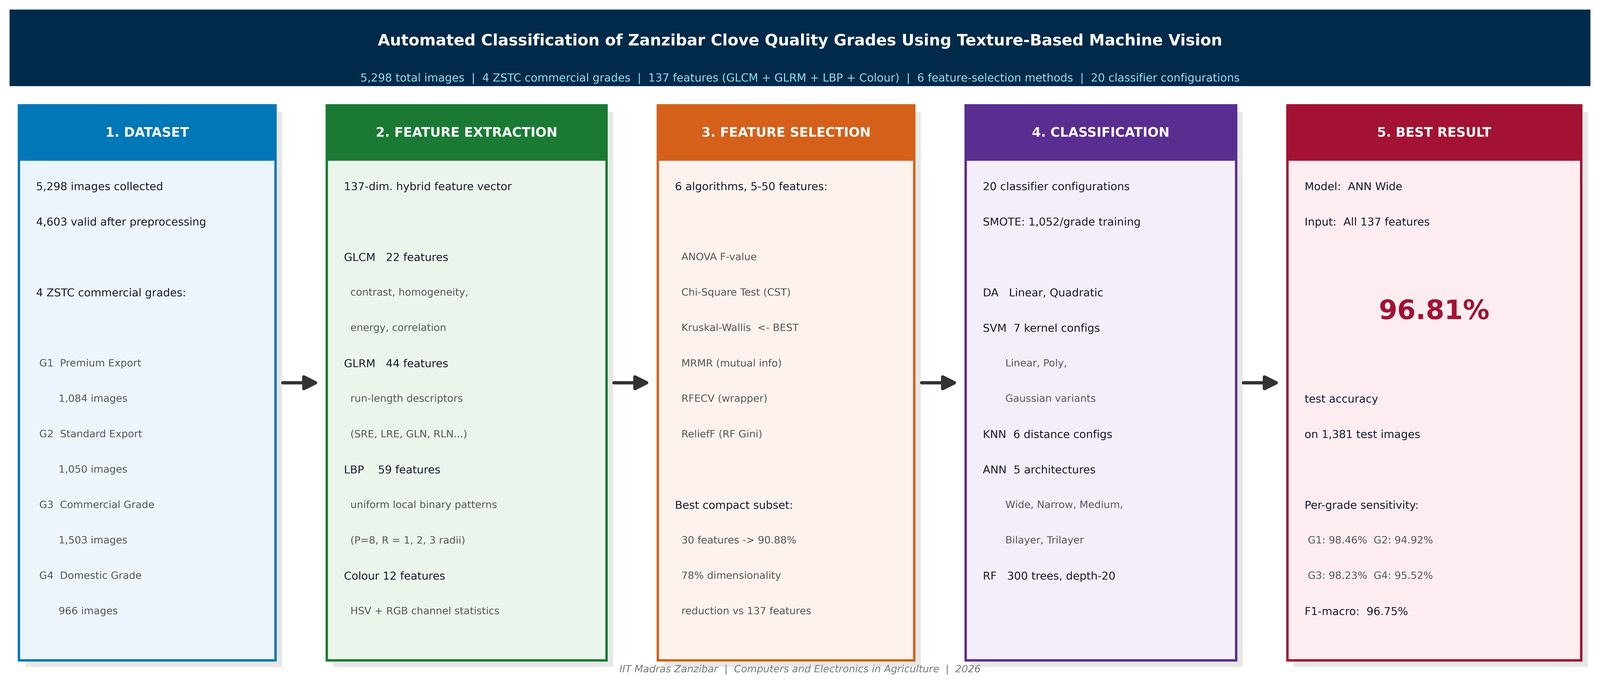 Automated Classification of Zanzibar Clove Quality Grades Using Texture-Based Machine Vision
5,298 total images | 4 ZSTC commercial grades | 137 features (GLCM + GLRM + LBP + Colour) | 6 feature-selection methods | 20 classifier configurations
1. DATASET
5,298 images collected
4,603 valid after preprocessing
4 ZSTC commercial grades:
G1 Premium Export
1,084 images
G2 Standard Export
1,050 images
G3 Commercial Grade
1,503 images
G4 Domestic Grade
966 images
2. FEATURE EXTRACTION
137-dim. hybrid feature vector
GLCM 22 features
contrast, homogeneity,
energy, correlation
GLRM 44 features
run-length descriptors
(SRE, LRE, GLN, RLN...)
LBP 59 features
uniform local binary patterns
(P=8, R = 1, 2, 3 radii)
Colour 12 features
HSV + RGB channel statistics
3. FEATURE SELECTION
6 algorithms, 5-50 features:
ANOVA F-value
Chi-Square Test (CST)
Kruskal-Wallis <- BEST
MRMR (mutual info)
RFECV (wrapper)
ReliefF (RF Gini)
Best compact subset:
30 features -> 90.88%
78% dimensionality
reduction vs 137 features
4. CLASSIFICATION
20 classifier configurations
SMOTE: 1,052/grade training
DA Linear, Quadratic
SVM 7 kernel configs
Linear, Poly,
Gaussian variants
KNN 6 distance configs
ANN 5 architectures
Wide, Narrow, Medium,
Bilayer, Trilayer
RF 300 trees, depth-20
5. BEST RESULT
Model: ANN Wide
Input: All 137 features
96.81%
test accuracy
on 1,381 test images
Per-grade sensitivity:
G1: 98.46% G2: 94.92%
G3: 98.23% G4: 95.52%
F1-macro: 96.75%
IIT Madras Zanzibar | Computers and Electronics in Agriculture | 2026